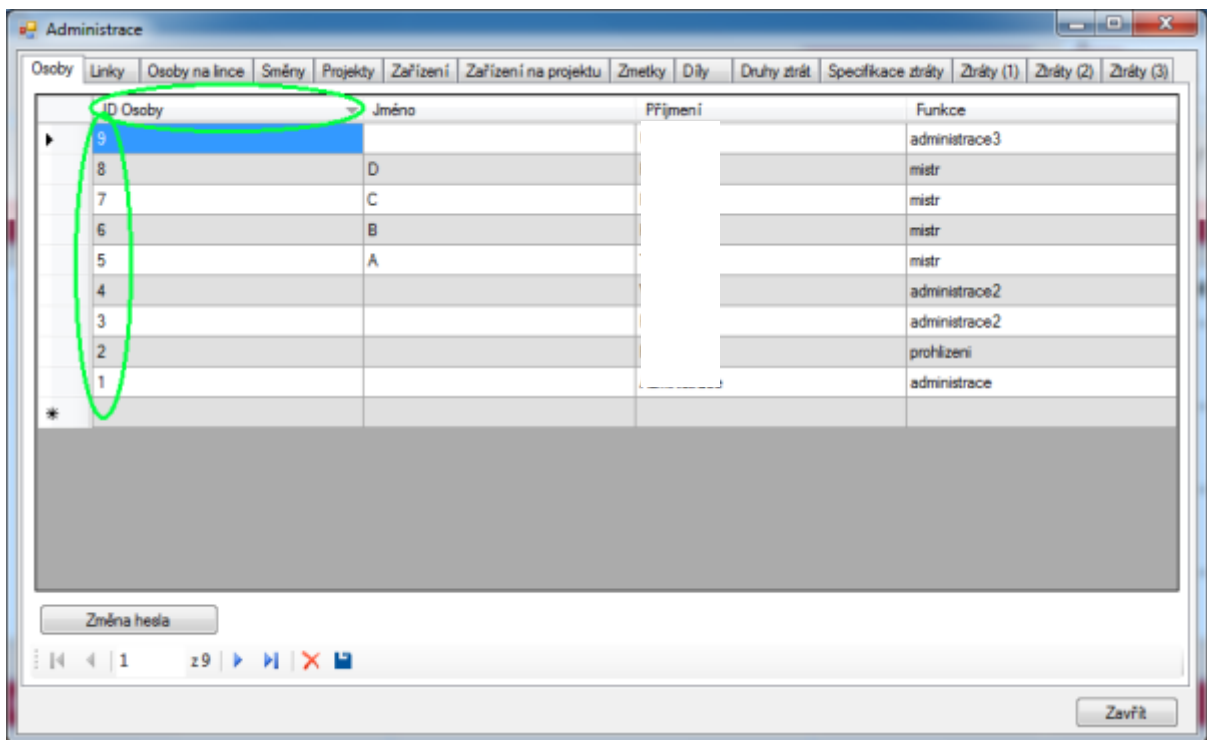 Administrace
Osoby Linky Osoby na lince Směny Projekty Zařízení Zařízení na projektu Zmetky Díly Druhy ztrát Specifikace ztráty Ztráty (1) Ztráty (2) Ztráty (3)
ID Osoby Jméno Příjmení Funkce
9 administrace3
8 D mistr
7 C mistr
6 B mistr
5 A mistr
4 administrace2
3 administrace2
2 prohlizeni
1 administrace
Změna hesla
1 z 9
Zavřít